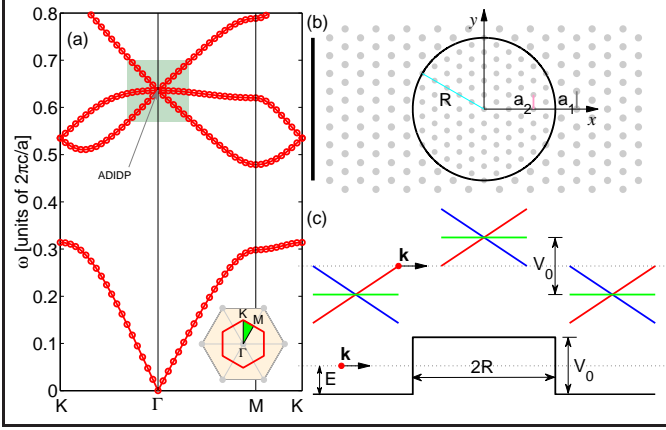 (a)
ω [units of 2πc/a]
0.8
0.7
0.6
0.5
0.4
0.3
0.2
0.1
0
K
Γ
M
K
ADIDP
K
M
Γ
(b)
y
R
a2
a1
x
(c)
k
V0
k
E
2R
V0